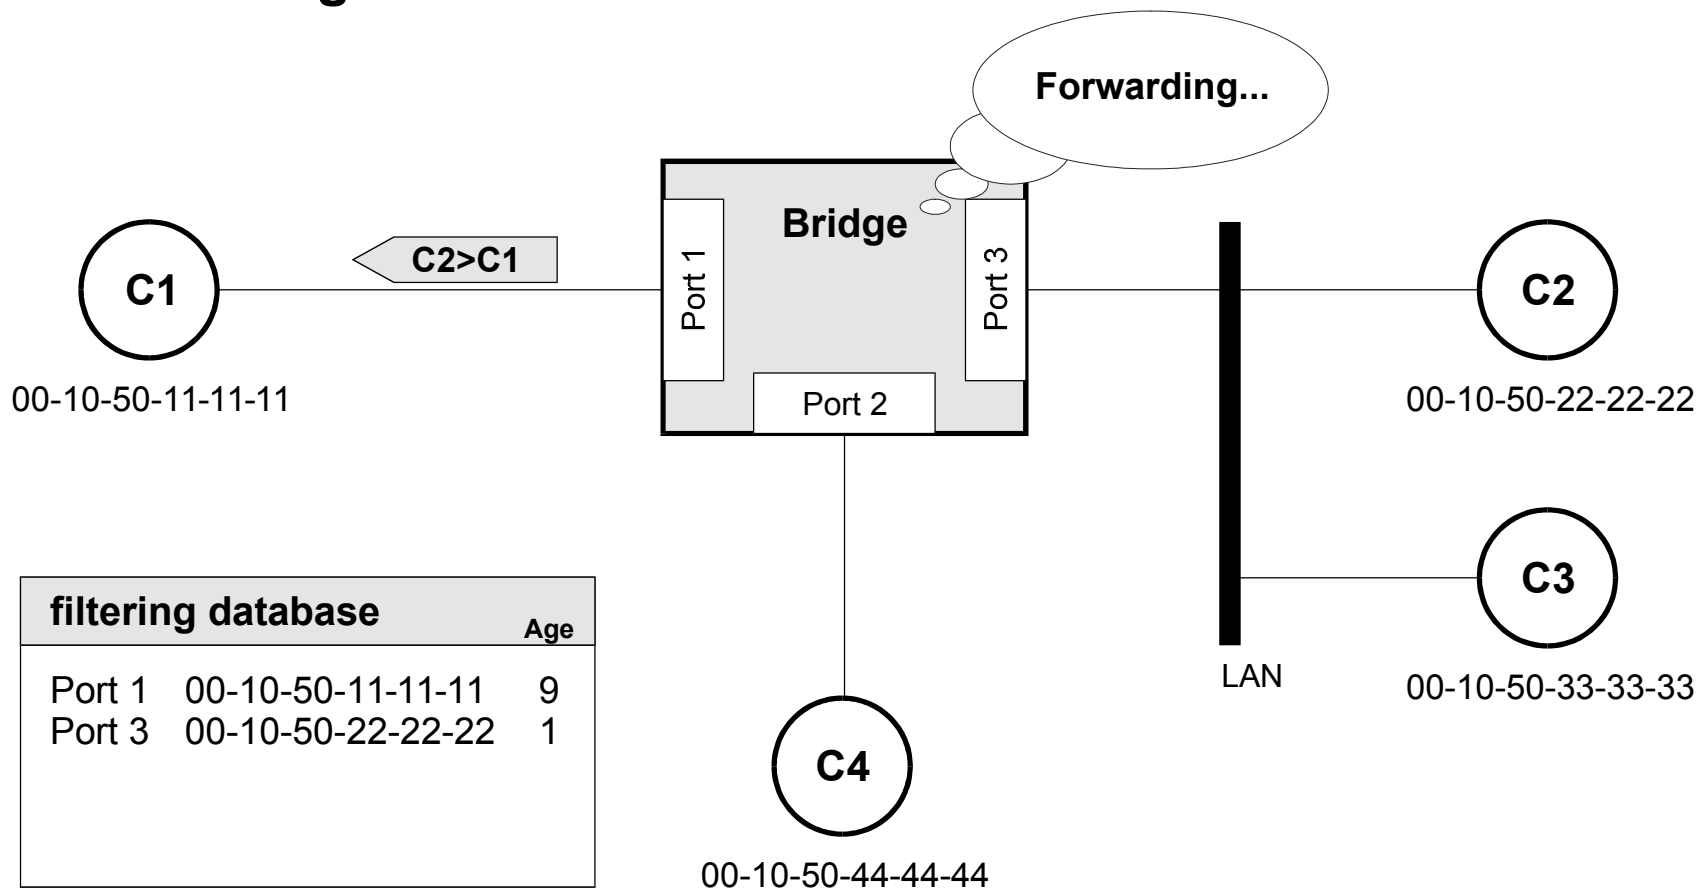 Forwarding...
Bridge
C2>C1
Port 1
Port 3
C1
C2
00-10-50-11-11-11
00-10-50-22-22-22
Port 2
C3
filtering database Age
Port 1 00-10-50-11-11-11 9
Port 3 00-10-50-22-22-22 1
LAN
00-10-50-33-33-33
C4
00-10-50-44-44-44